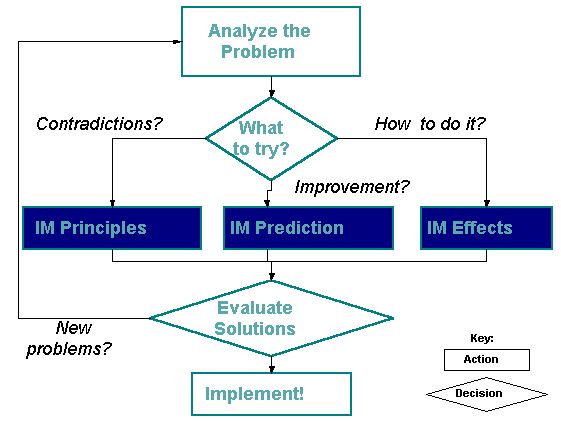 Analyze the
Problem
Contradictions?
What
to try?
How to do it?
Improvement?
IM Principles
IM Prediction
IM Effects
Evaluate
Solutions
New
problems?
Implement!
Key:
Action
Decision